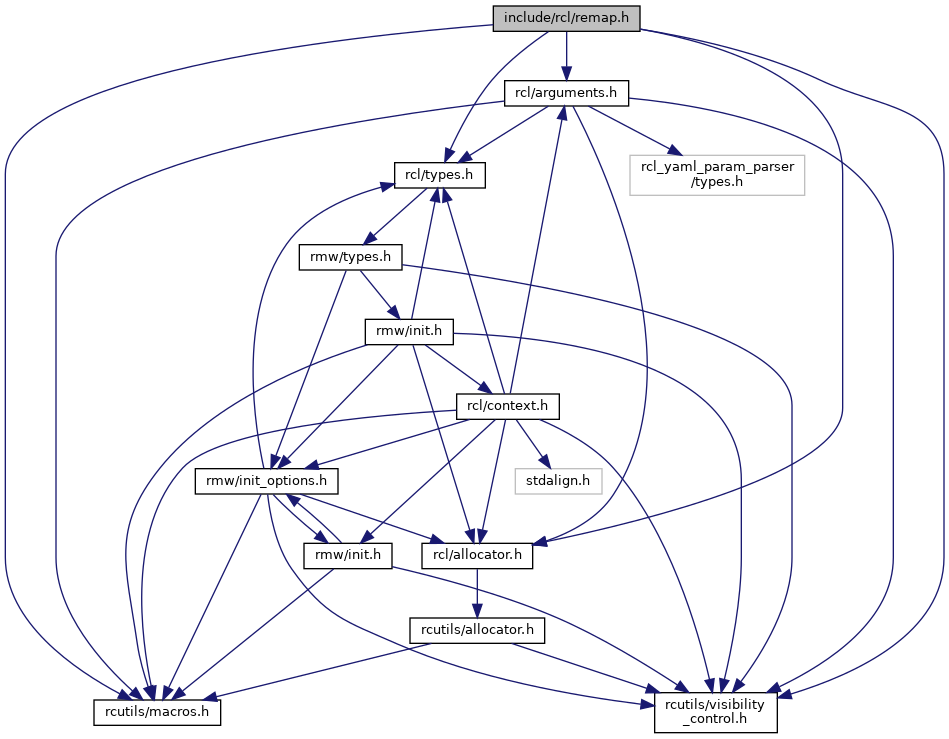 include/rcl/remap.h
rcl/arguments.h
rcl/types.h
rcl_yaml_param_parser
/types.h
rmw/types.h
rmw/init.h
rcl/context.h
rmw/init_options.h
stdalign.h
rmw/init.h
rcl/allocator.h
rcutils/allocator.h
rcutils/macros.h
rcutils/visibility
_control.h